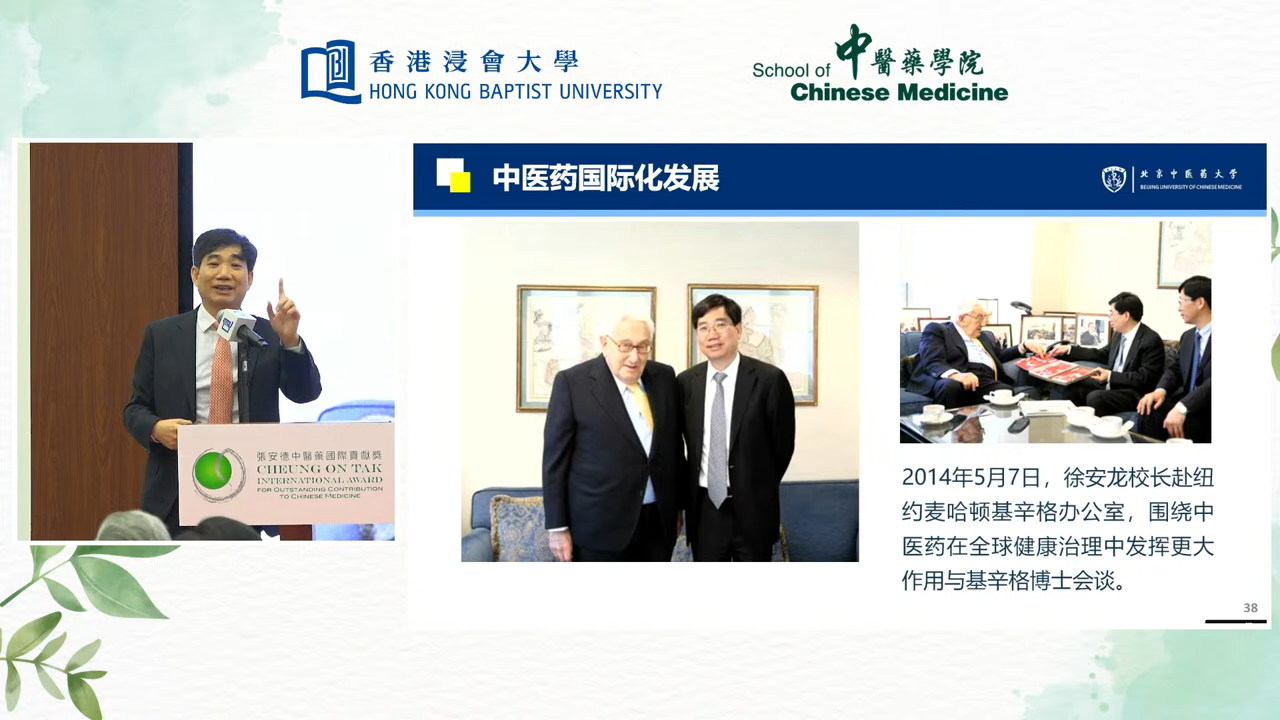 香港浸會大學
HONG KONG BAPTIST UNIVERSITY
School of 中醫藥學院
Chinese Medicine
中医药国际化发展
北京中医药大学
BEIJING UNIVERSITY OF CHINESE MEDICINE
張安德中醫藥國際貢獻獎
CHEUNG ON TAK
INTERNATIONAL AWARD
FOR OUTSTANDING CONTRIBUTION
TO CHINESE MEDICINE
2014年5月7日，徐安龙校长赴纽
约麦哈顿基辛格办公室，围绕中
医药在全球健康治理中发挥更大
作用与基辛格博士会谈。
38